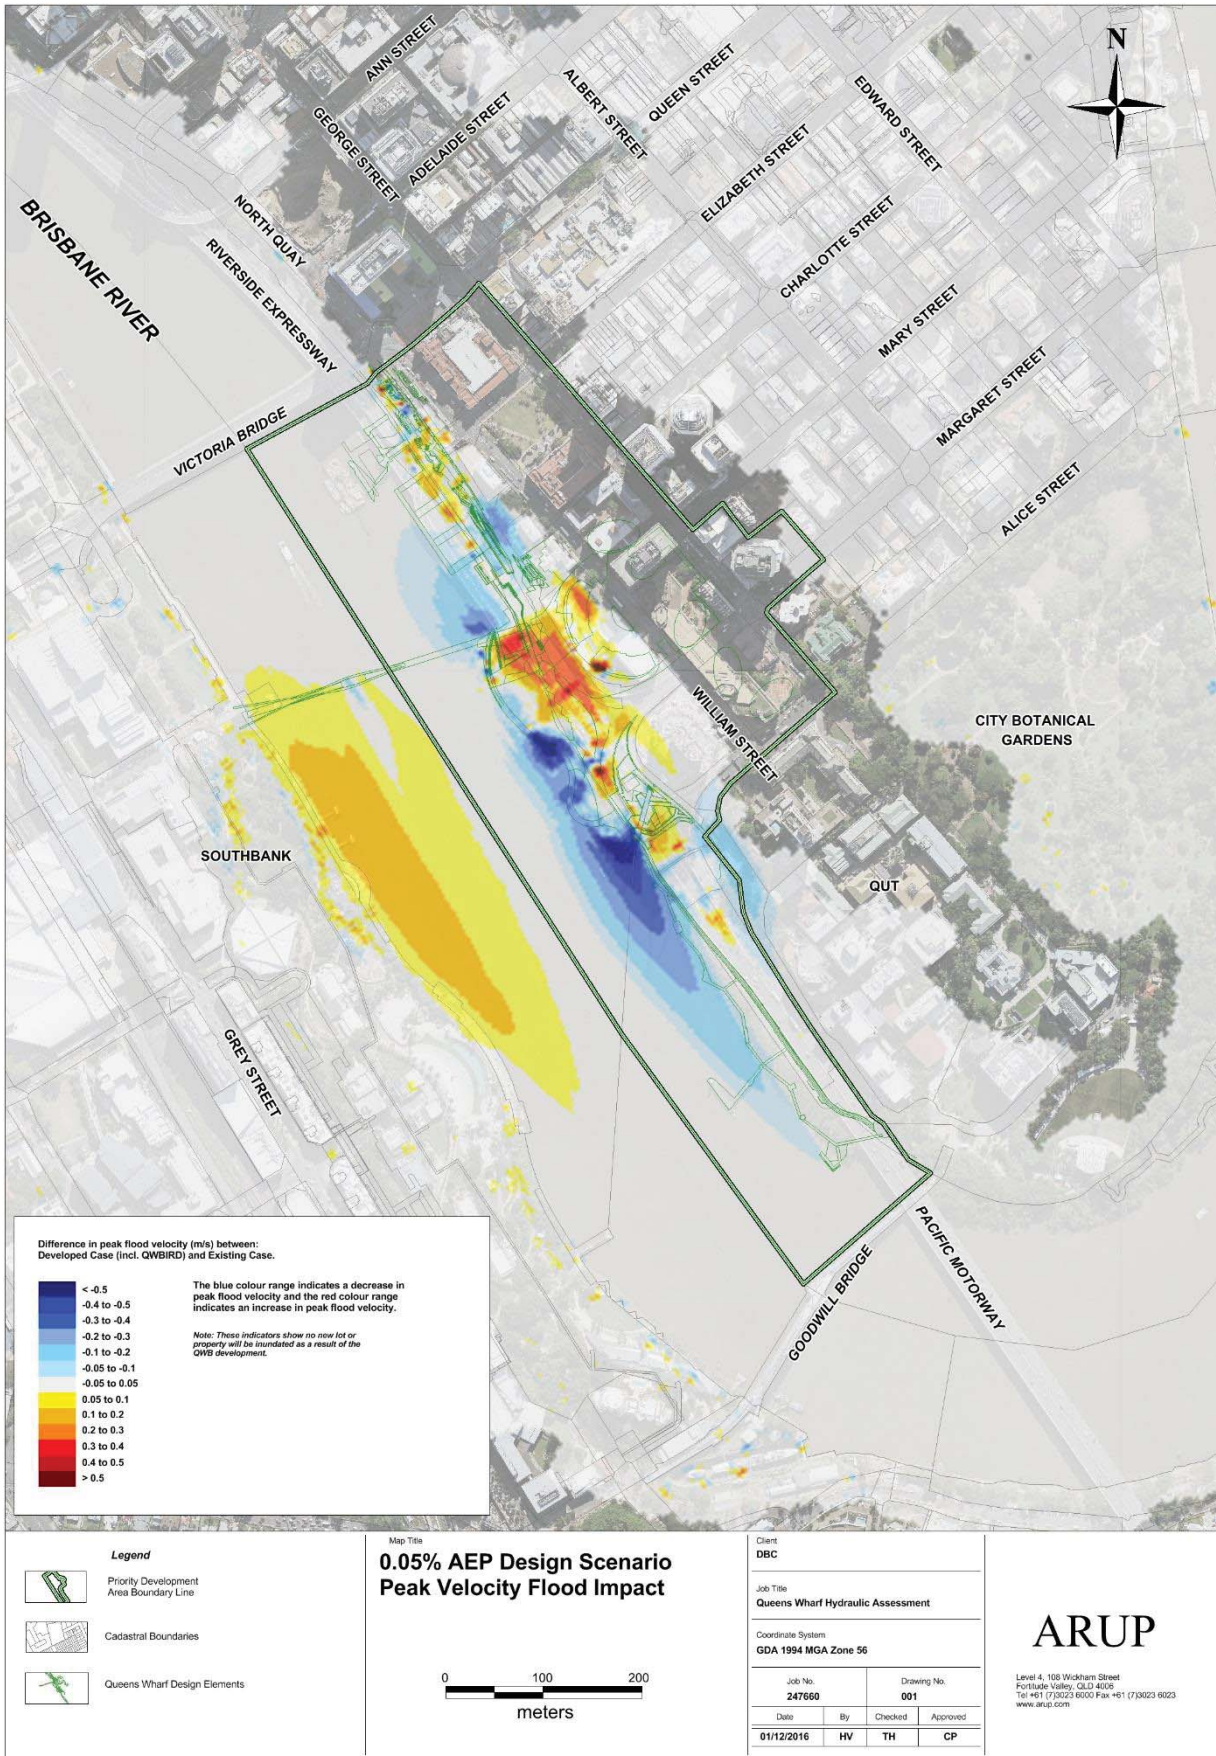 N
ANN STREET
GEORGE STREET
ADELAIDE STREET
ALBERT STREET
QUEEN STREET
EDWARD STREET
ELIZABETH STREET
CHARLOTTE STREET
MARY STREET
MARGARET STREET
ALICE STREET
NORTH QUAY
RIVERSIDE EXPRESSWAY
BRISBANE RIVER
VICTORIA BRIDGE
WILLIAM STREET
CITY BOTANICAL
GARDENS
QUT
SOUTHBANK
GREY STREET
GOODWILL BRIDGE
PACIFIC MOTORWAY
Difference in peak flood velocity (m/s) between:
Developed Case (incl. QWBIRD) and Existing Case.
< -0.5
-0.4 to -0.5
-0.3 to -0.4
-0.2 to -0.3
-0.1 to -0.2
-0.05 to -0.1
-0.05 to 0.05
0.05 to 0.1
0.1 to 0.2
0.2 to 0.3
0.3 to 0.4
0.4 to 0.5
> 0.5
The blue colour range indicates a decrease in
peak flood velocity and the red colour range
indicates an increase in peak flood velocity.
Note: These indicators show no new lot or
property will be inundated as a result of the
QWB development.
Legend
Priority Development
Area Boundary Line
Cadastral Boundaries
Queens Wharf Design Elements
Map Title
0.05% AEP Design Scenario
Peak Velocity Flood Impact
0 100 200
meters
Client
DBC
Job Title
Queens Wharf Hydraulic Assessment
Coordinate System
GDA 1994 MGA Zone 56
Job No. Drawing No.
247660 001
Date By Checked Approved
01/12/2016 HV TH CP
ARUP
Level 4, 108 Wickham Street
Fortitude Valley, QLD 4006
Tel +61 (7)3023 6000 Fax +61 (7)3023 6023
www.arup.com